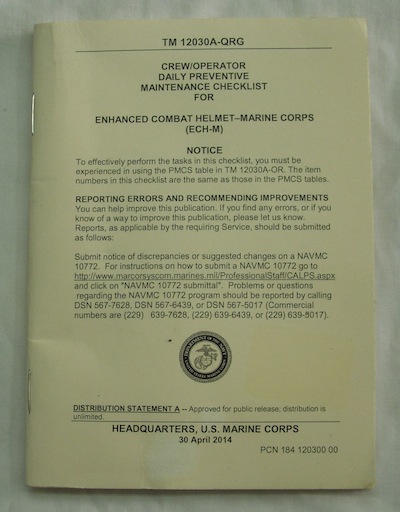 TM 12030A-QRG
CREW/OPERATOR
DAILY PREVENTIVE
MAINTENANCE CHECKLIST
FOR
ENHANCED COMBAT HELMET–MARINE CORPS
(ECH-M)
NOTICE
To effectively perform the tasks in this checklist, you must be
experienced in using the PMCS table in TM 12030A-OR. The item
numbers in this checklist are the same as those in the PMCS tables.
REPORTING ERRORS AND RECOMMENDING IMPROVEMENTS
You can help improve this publication. If you find any errors, or if you
know of a way to improve this publication, please let us know.
Reports, as applicable by the requiring Service, should be submitted
as follows:
Submit notice of discrepancies or suggested changes on a NAVMC
10772. For instructions on how to submit a NAVMC 10772 go to
http://www.marcorsyscom.marines.mil/ProfessionalStaff/CALPS.aspx
and click on "NAVMC 10772 submittal". Problems or questions
regarding the NAVMC 10772 program should be reported by calling
DSN 567-7628, DSN 567-6439, or DSN 567-5017 (Commercial
numbers are (229) 639-7628, (229) 639-6439, or (229) 639-8017).
DISTRIBUTION STATEMENT A -- Approved for public release; distribution is
unlimited.
HEADQUARTERS, U.S. MARINE CORPS
30 April 2014
PCN 184 120300 00